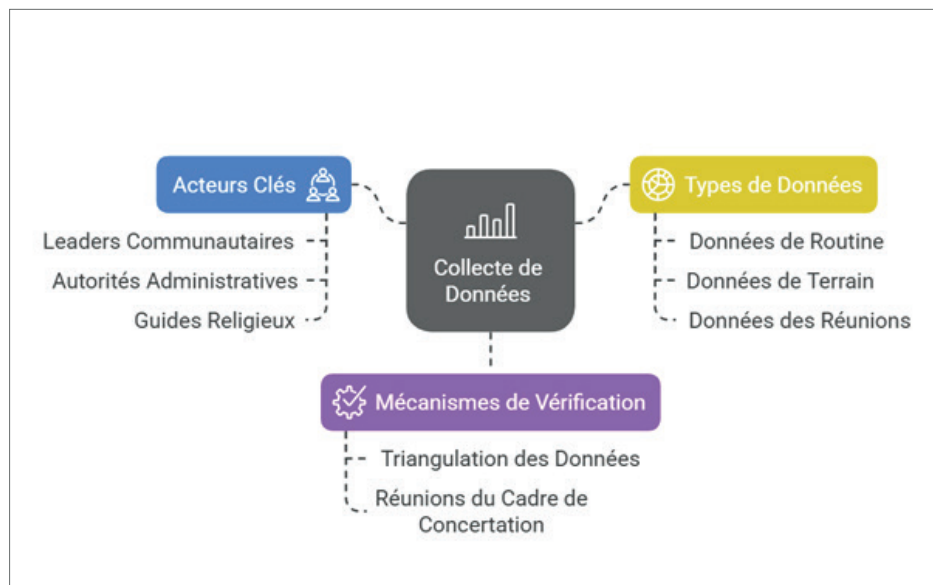 Acteurs Clés
Leaders Communautaires
Autorités Administratives
Guides Religieux
Collecte de
Données
Types de Données
Données de Routine
Données de Terrain
Données des Réunions
Mécanismes de Vérification
Triangulation des Données
Réunions du Cadre de
Concertation